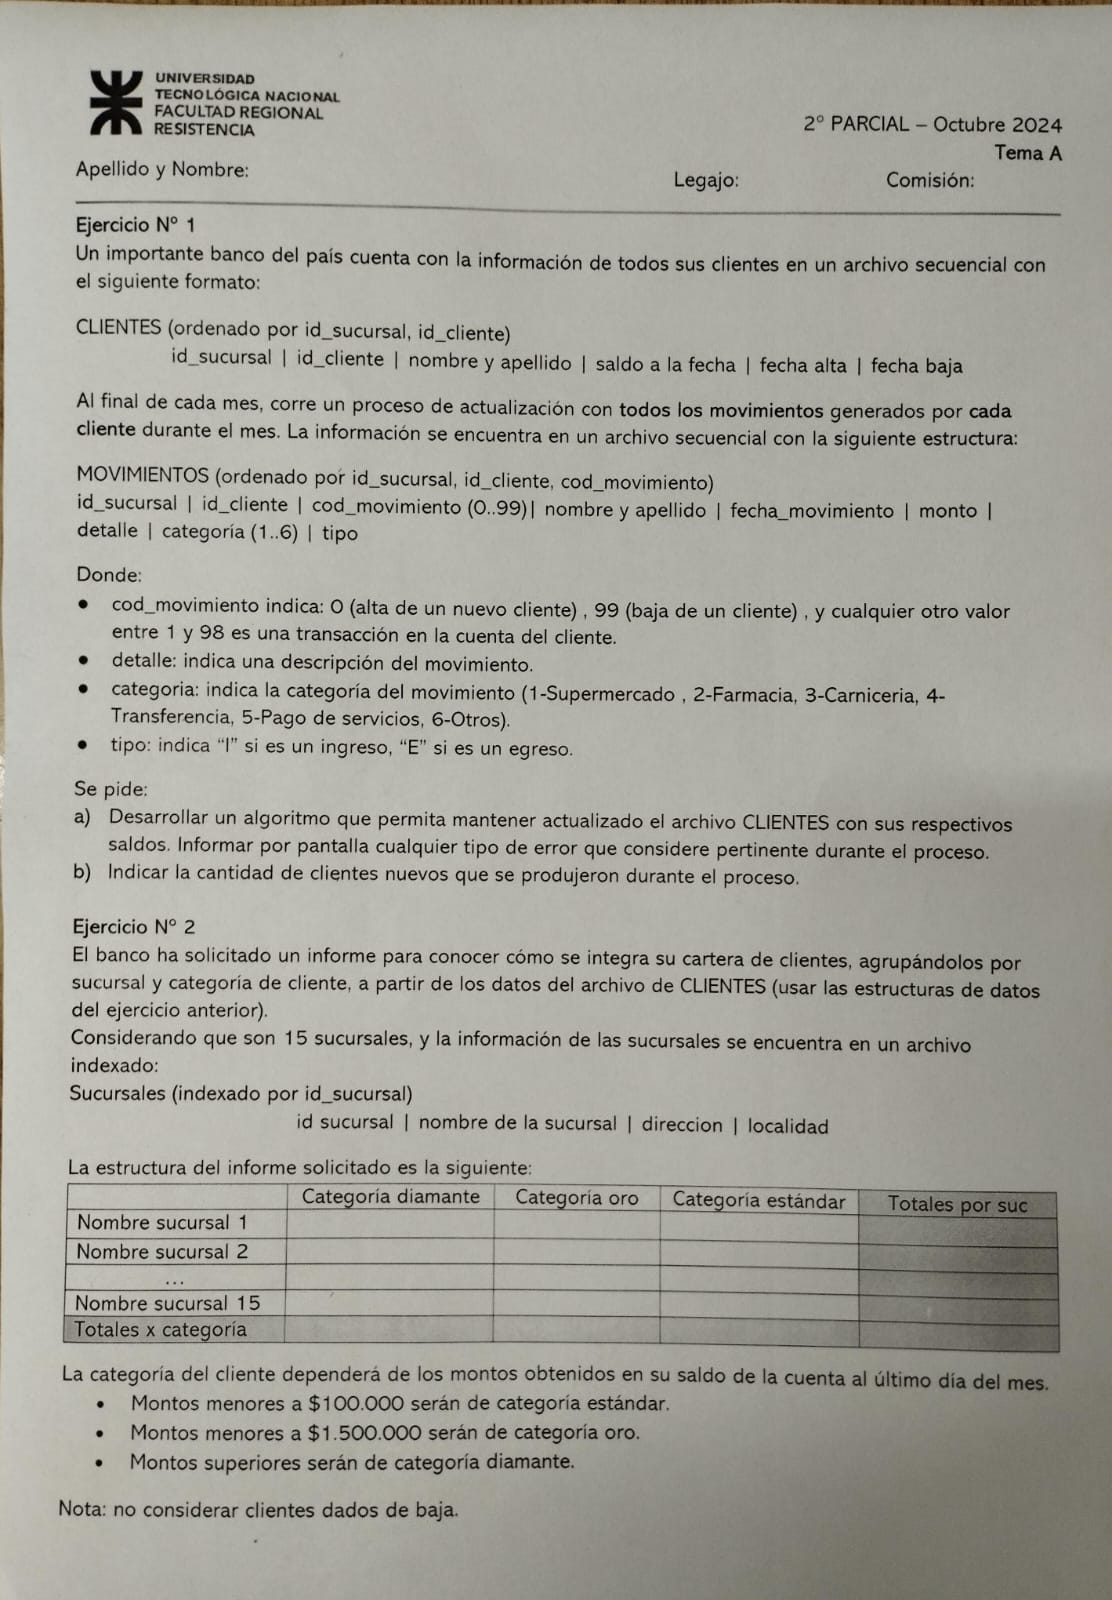 UNIVERSIDAD
TECNOLÓGICA NACIONAL
FACULTAD REGIONAL
RESISTENCIA
2° PARCIAL – Octubre 2024
Tema A
Apellido y Nombre:
Legajo: Comisión:
Ejercicio N° 1
Un importante banco del país cuenta con la información de todos sus clientes en un archivo secuencial con
el siguiente formato:
CLIENTES (ordenado por id_sucursal, id_cliente)
id_sucursal | id_cliente | nombre y apellido | saldo a la fecha | fecha alta | fecha baja
Al final de cada mes, corre un proceso de actualización con todos los movimientos generados por cada
cliente durante el mes. La información se encuentra en un archivo secuencial con la siguiente estructura:
MOVIMIENTOS (ordenado por id_sucursal, id_cliente, cod_movimiento)
id_sucursal | id_cliente | cod_movimiento (0..99)| nombre y apellido | fecha_movimiento | monto |
detalle | categoría (1..6) | tipo
Donde:
• cod_movimiento indica: 0 (alta de un nuevo cliente) , 99 (baja de un cliente) , y cualquier otro valor
entre 1 y 98 es una transacción en la cuenta del cliente.
• detalle: indica una descripción del movimiento.
• categoria: indica la categoría del movimiento (1-Supermercado , 2-Farmacia, 3-Carniceria, 4-
Transferencia, 5-Pago de servicios, 6-Otros).
• tipo: indica “I” si es un ingreso, “E” si es un egreso.
Se pide:
a) Desarrollar un algoritmo que permita mantener actualizado el archivo CLIENTES con sus respectivos
saldos. Informar por pantalla cualquier tipo de error que considere pertinente durante el proceso.
b) Indicar la cantidad de clientes nuevos que se produjeron durante el proceso.
Ejercicio N° 2
El banco ha solicitado un informe para conocer cómo se integra su cartera de clientes, agrupándolos por
sucursal y categoría de cliente, a partir de los datos del archivo de CLIENTES (usar las estructuras de datos
del ejercicio anterior).
Considerando que son 15 sucursales, y la información de las sucursales se encuentra en un archivo
indexado:
Sucursales (indexado por id_sucursal)
id sucursal | nombre de la sucursal | direccion | localidad
La estructura del informe solicitado es la siguiente:
Categoría diamante Categoría oro Categoría estándar Totales por suc
Nombre sucursal 1
Nombre sucursal 2
...
Nombre sucursal 15
Totales x categoría
La categoría del cliente dependerá de los montos obtenidos en su saldo de la cuenta al último día del mes.
• Montos menores a $100.000 serán de categoría estándar.
• Montos menores a $1.500.000 serán de categoría oro.
• Montos superiores serán de categoría diamante.
Nota: no considerar clientes dados de baja.